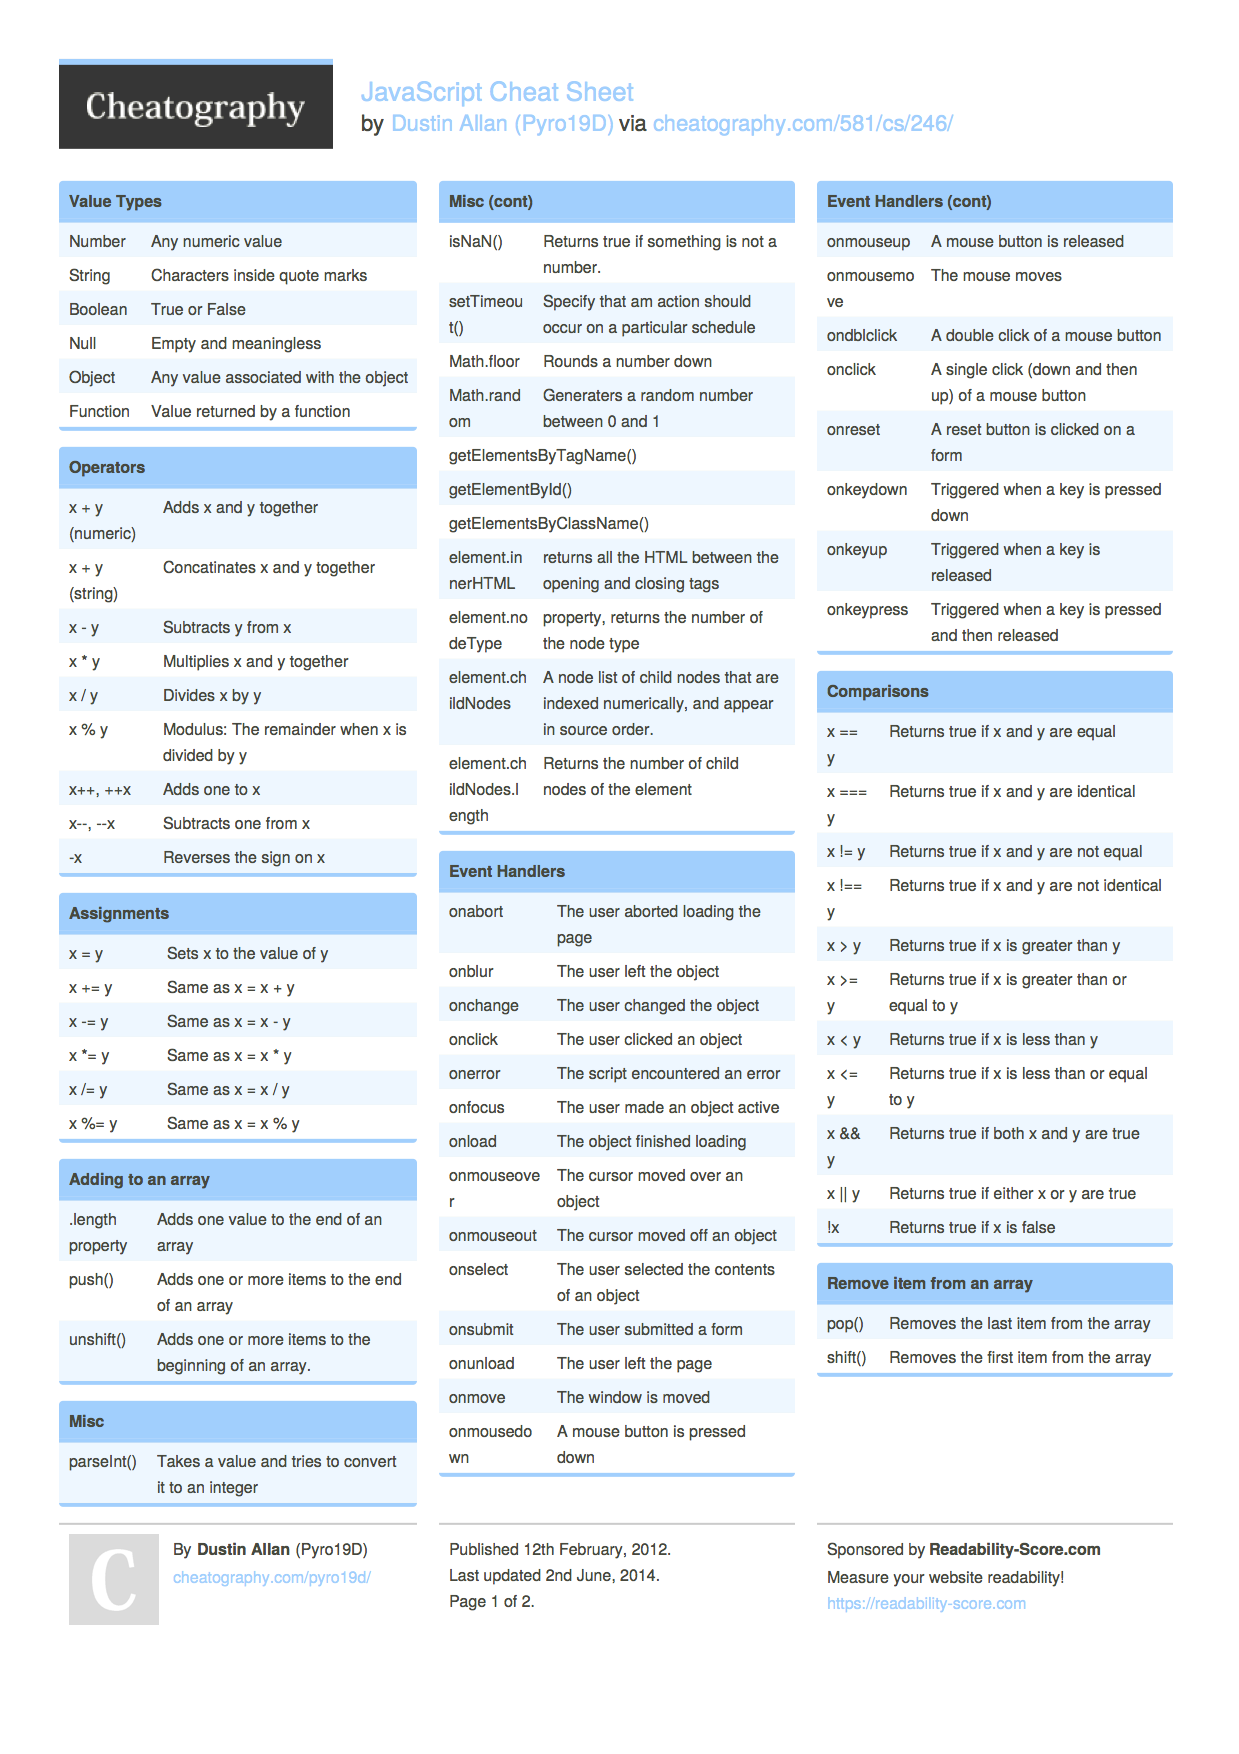 Cheatography
JavaScript Cheat Sheet
by Dustin Allan (Pyro19D) via cheatography.com/581/cs/246/
Value Types
Number Any numeric value
String Characters inside quote marks
Boolean True or False
Null Empty and meaningless
Object Any value associated with the object
Function Value returned by a function
Operators
x + y Adds x and y together
(numeric)
x + y Concatinates x and y together
(string)
x - y Subtracts y from x
x * y Multiplies x and y together
x / y Divides x by y
x % y Modulus: The remainder when x is
divided by y
x++, ++x Adds one to x
x--, --x Subtracts one from x
-x Reverses the sign on x
Assignments
x = y Sets x to the value of y
x += y Same as x = x + y
x -= y Same as x = x - y
x *= y Same as x = x * y
x /= y Same as x = x / y
x %= y Same as x = x % y
Adding to an array
.length Adds one value to the end of an
property array
push() Adds one or more items to the end
of an array
unshift() Adds one or more items to the
beginning of an array.
Misc
parseInt() Takes a value and tries to convert
it to an integer
Misc (cont)
isNaN() Returns true if something is not a
number.
setTimeou Specify that am action should
t() occur on a particular schedule
Math.floor Rounds a number down
Math.rand Generaters a random number
om between 0 and 1
getElementsByTagName()
getElementById()
getElementsByClassName()
element.in returns all the HTML between the
nerHTML opening and closing tags
element.no property, returns the number of
deType the node type
element.ch A node list of child nodes that are
ildNodes indexed numerically, and appear
in source order.
element.ch Returns the number of child
ildNodes.l nodes of the element
ength
Event Handlers
onabort The user aborted loading the
page
onblur The user left the object
onchange The user changed the object
onclick The user clicked an object
onerror The script encountered an error
onfocus The user made an object active
onload The object finished loading
onmouseove The cursor moved over an
r object
onmouseout The cursor moved off an object
onselect The user selected the contents
of an object
onsubmit The user submitted a form
onunload The user left the page
onmove The window is moved
onmousedo A mouse button is pressed
wn down
Event Handlers (cont)
onmouseup A mouse button is released
onmousemo The mouse moves
ve
ondblclick A double click of a mouse button
onclick A single click (down and then
up) of a mouse button
onreset A reset button is clicked on a
form
onkeydown Triggered when a key is pressed
down
onkeyup Triggered when a key is
released
onkeypress Triggered when a key is pressed
and then released
Comparisons
x == Returns true if x and y are equal
y
x === Returns true if x and y are identical
y
x != y Returns true if x and y are not equal
x !== Returns true if x and y are not identical
y
x > y Returns true if x is greater than y
x >= Returns true if x is greater than or
y equal to y
x < y Returns true if x is less than y
x <= Returns true if x is less than or equal
y to y
x && Returns true if both x and y are true
y
x || y Returns true if either x or y are true
!x Returns true if x is false
Remove item from an array
pop() Removes the last item from the array
shift() Removes the first item from the array
C
By Dustin Allan (Pyro19D)
cheatography.com/pyro19d/
Published 12th February, 2012.
Last updated 2nd June, 2014.
Page 1 of 2.
Sponsored by Readability-Score.com
Measure your website readability!
https://readability-score.com